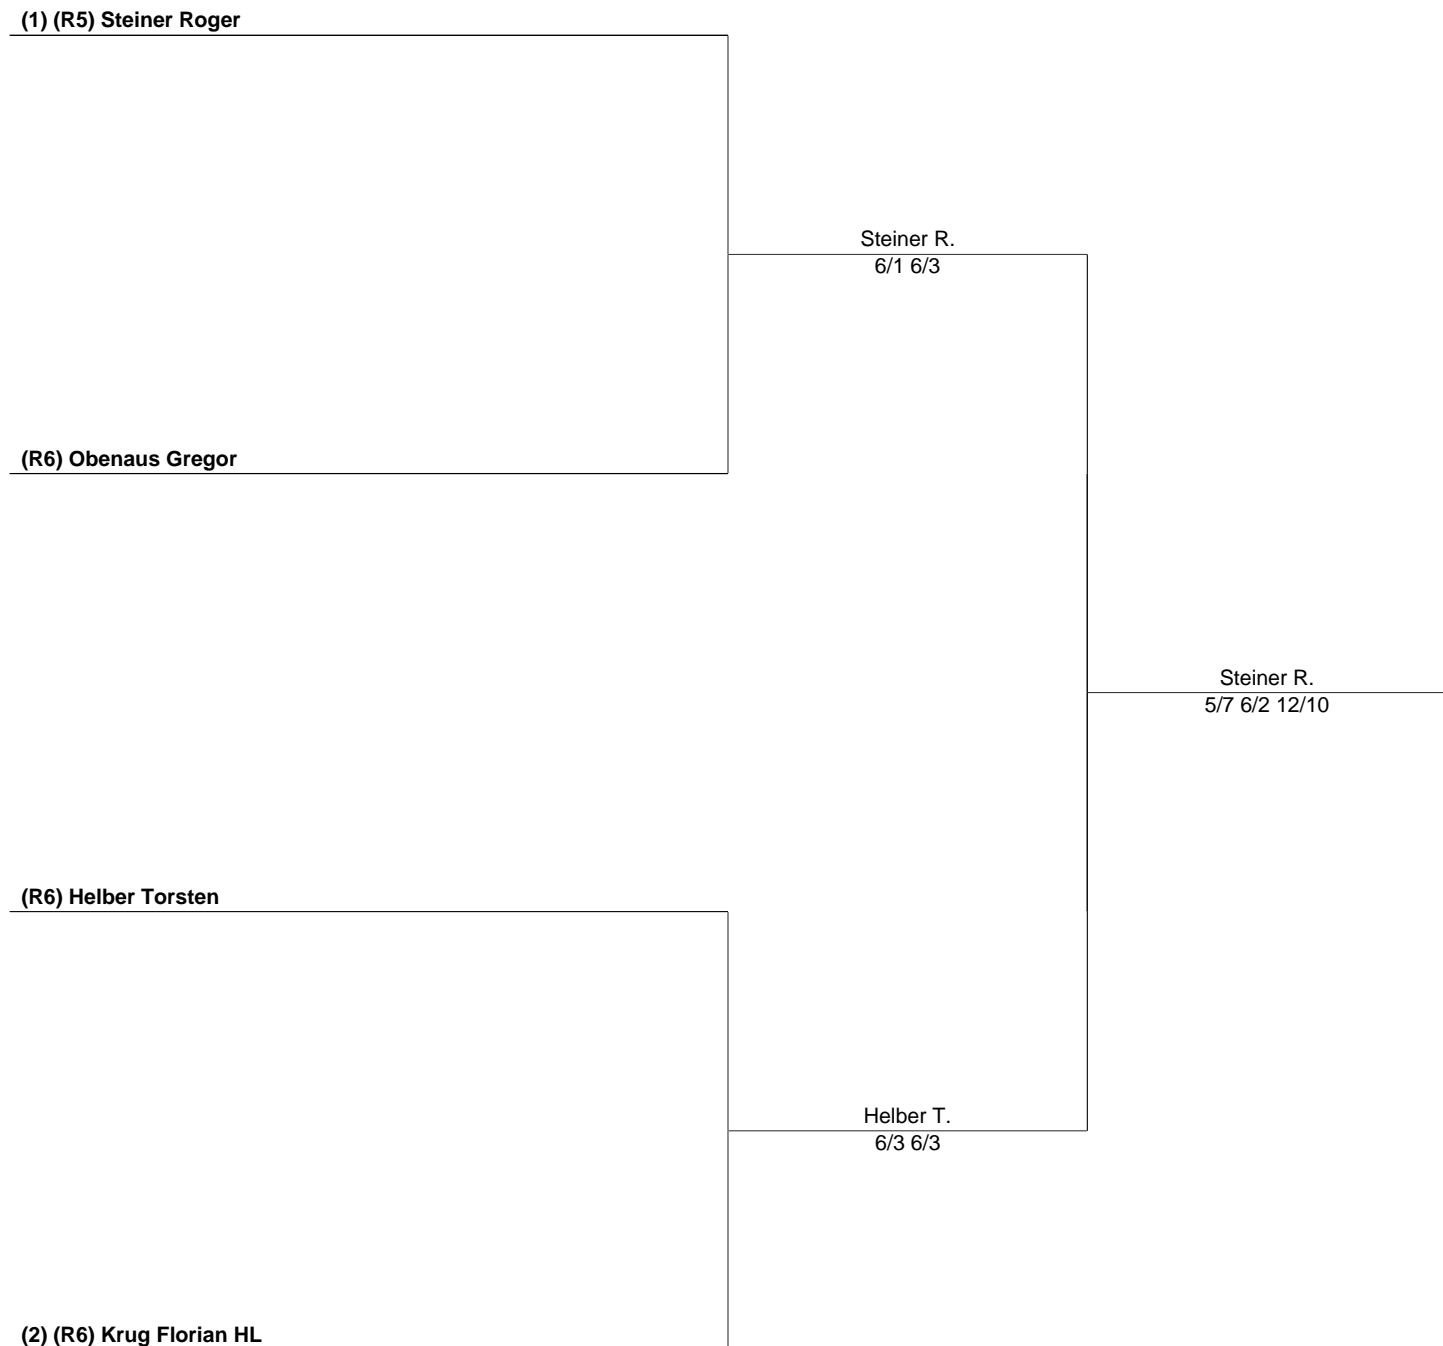 (1) (R5) Steiner Roger
Steiner R.
6/1 6/3
(R6) Obenaus Gregor
Steiner R.
5/7 6/2 12/10
(R6) Helber Torsten
Helber T.
6/3 6/3
(2) (R6) Krug Florian HL